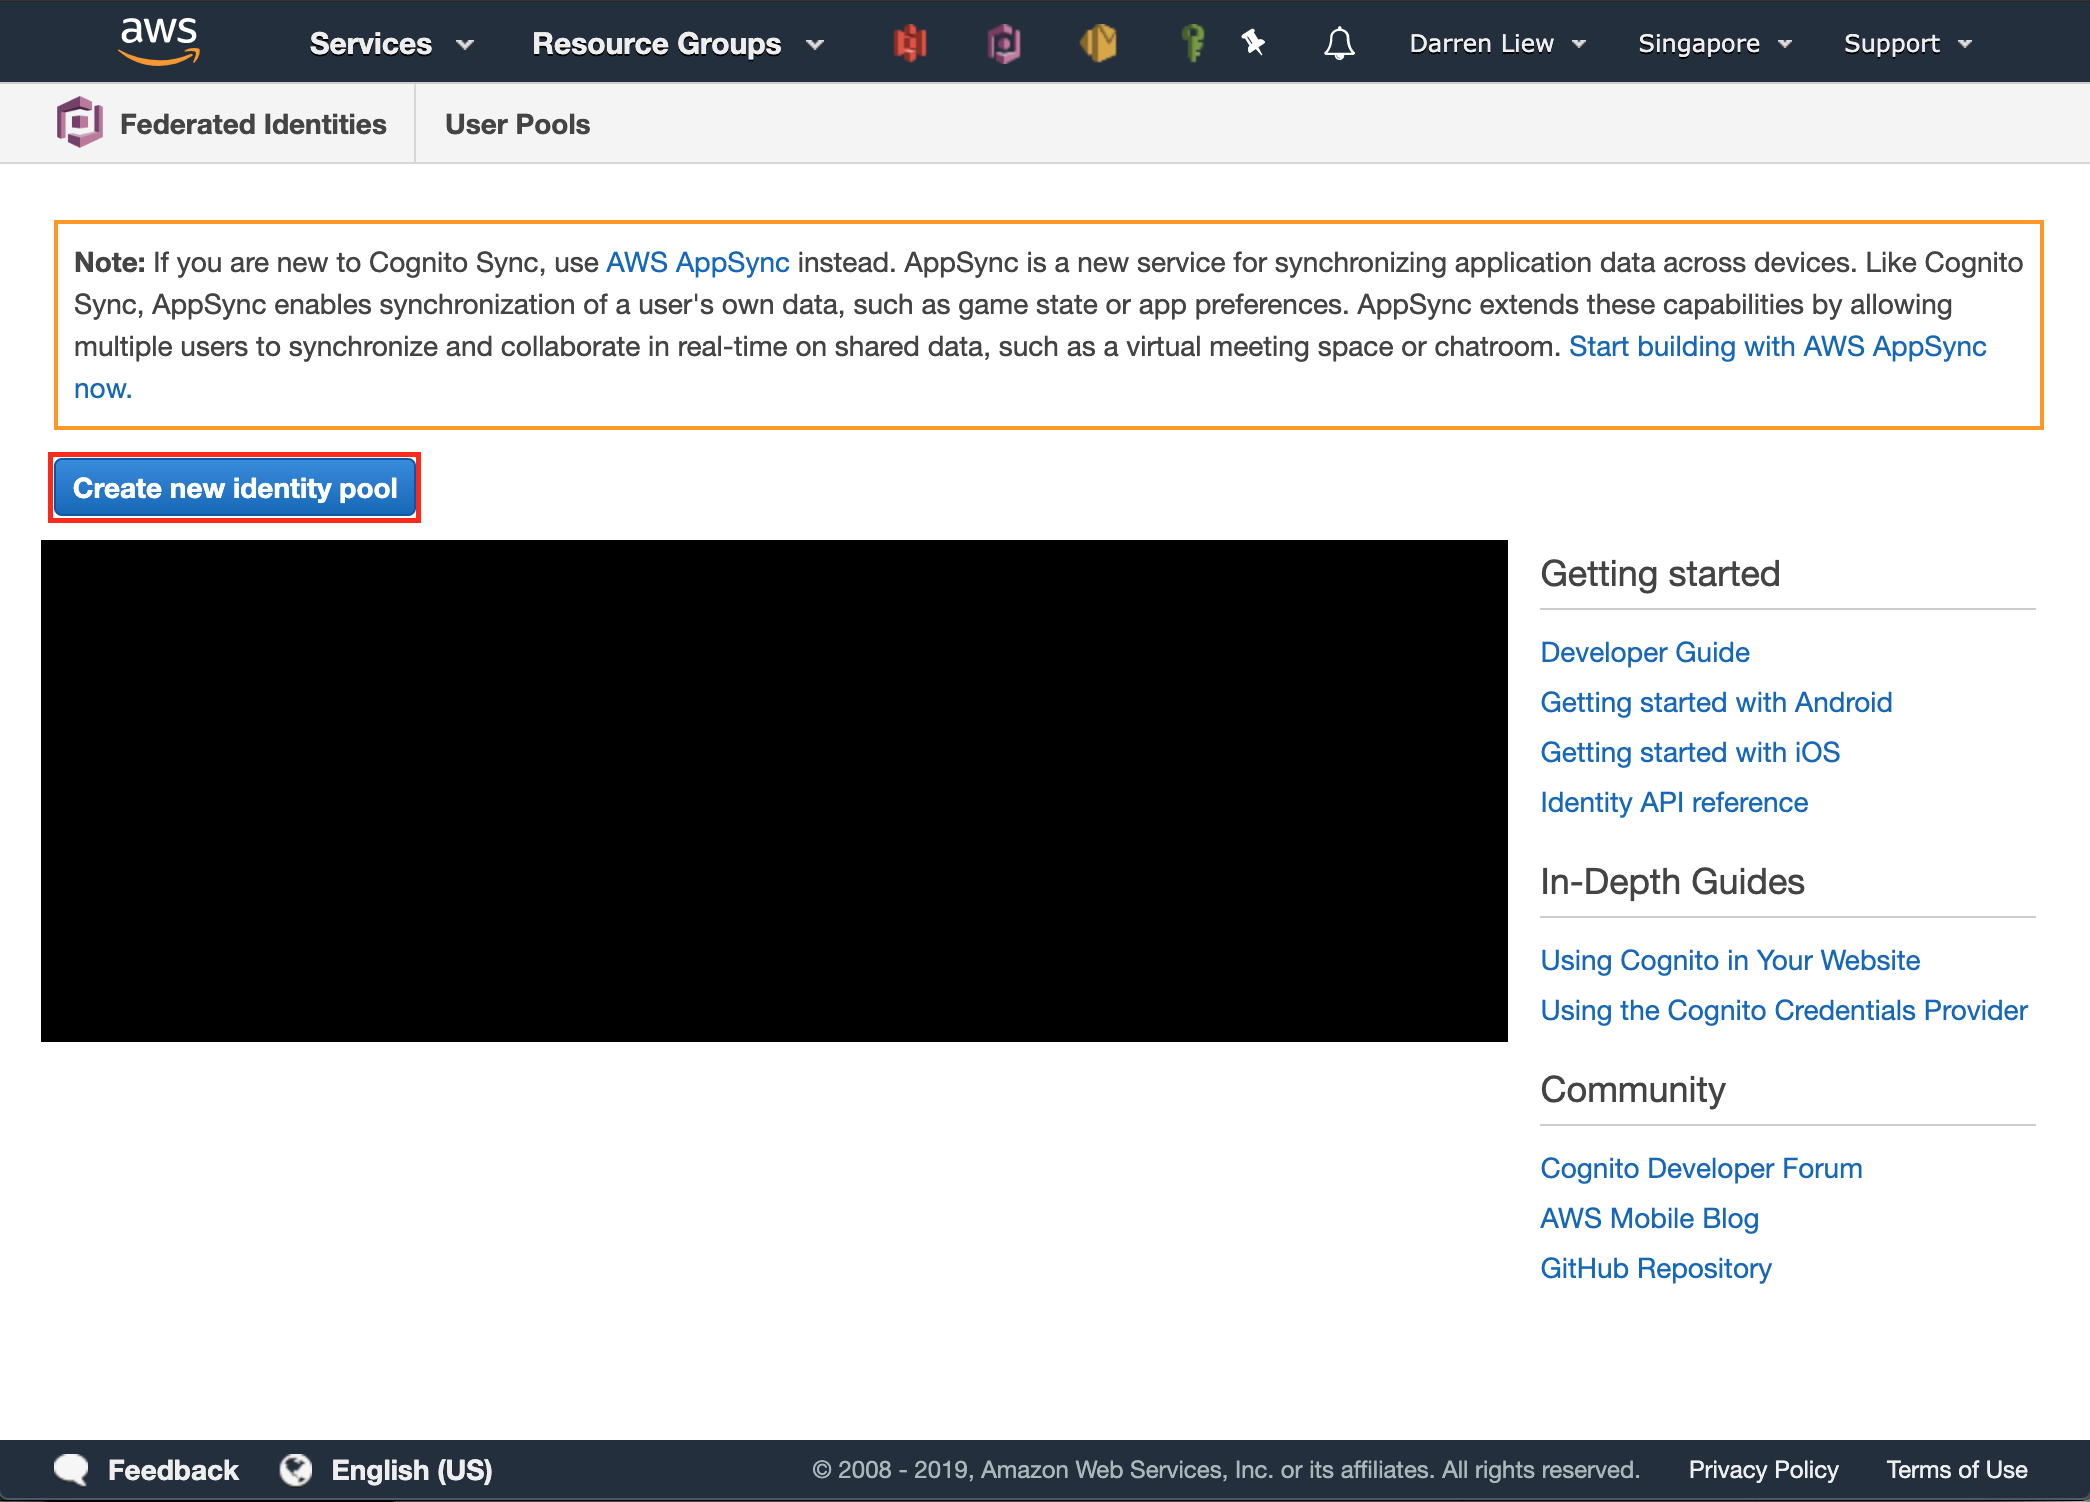 aws
Services
Resource Groups
Darren Liew
Singapore
Support
Federated Identities
User Pools
Note: If you are new to Cognito Sync, use AWS AppSync instead. AppSync is a new service for synchronizing application data across devices. Like Cognito
Sync, AppSync enables synchronization of a user's own data, such as game state or app preferences. AppSync extends these capabilities by allowing
multiple users to synchronize and collaborate in real-time on shared data, such as a virtual meeting space or chatroom. Start building with AWS AppSync
now.
Create new identity pool
Getting started
Developer Guide
Getting started with Android
Getting started with iOS
Identity API reference
In-Depth Guides
Using Cognito in Your Website
Using the Cognito Credentials Provider
Community
Cognito Developer Forum
AWS Mobile Blog
GitHub Repository
Feedback
English (US)
© 2008 - 2019, Amazon Web Services, Inc. or its affiliates. All rights reserved.
Privacy Policy
Terms of Use